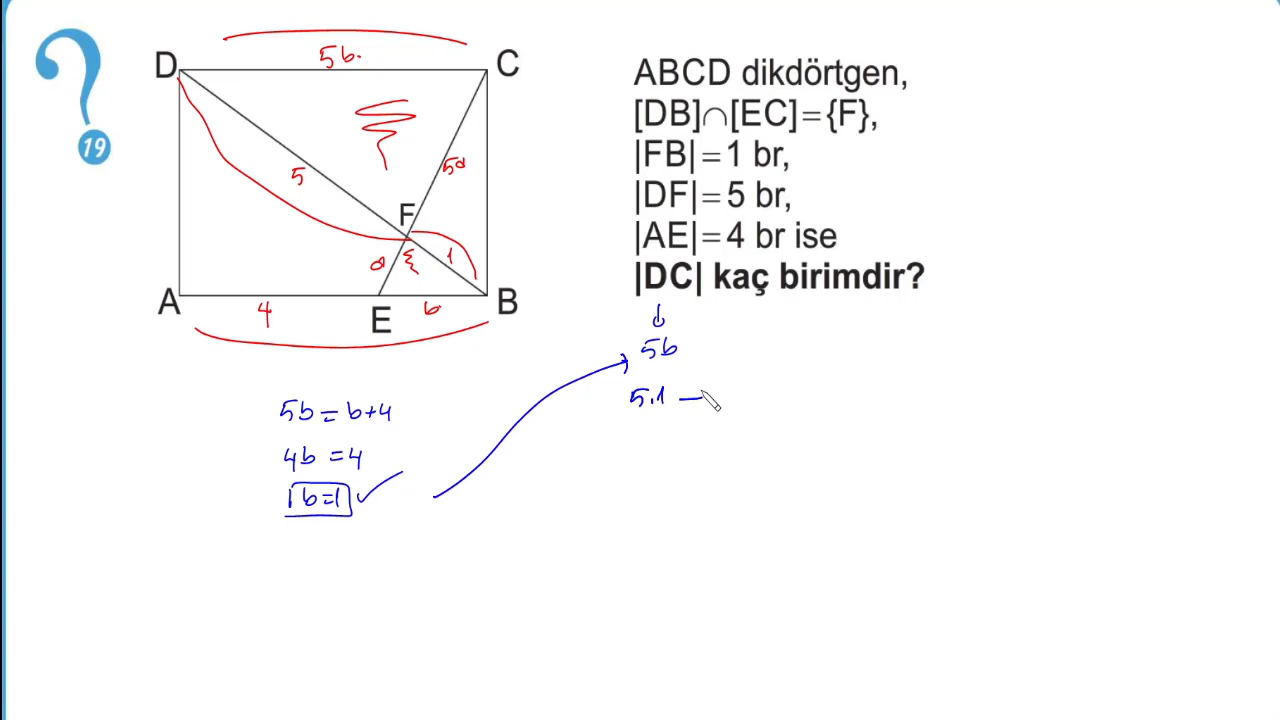 ?
19
D
5b.
C
5
5a
F
a
1
A
4
E
b
B
ABCD dikdörtgen,
[DB]∩[EC]={F},
|FB|=1 br,
|DF|=5 br,
|AE|=4 br ise
|DC| kaç birimdir?
5b
5.1 –
5b=b+4
4b=4
b=1